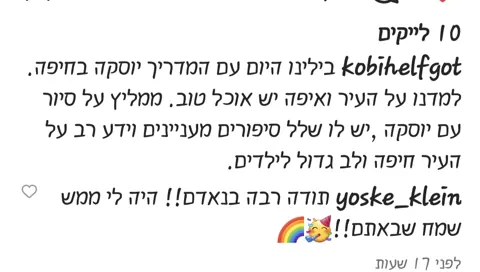 10 לייקים
kobihelfgot בילינו היום עם המדריך יוסקה בחיפה.
למדנו על העיר ואיפה יש אוכל טוב. ממליץ על סיור
עם יוסקה ,יש לו שלל סיפורים מעניינים וידע רב על
העיר חיפה ולב גדול לילדים.
yoske_klein תודה רבה בנאדם!! היה לי ממש
שמח שבאתם!!🥳🌈
לפני 17 שעות